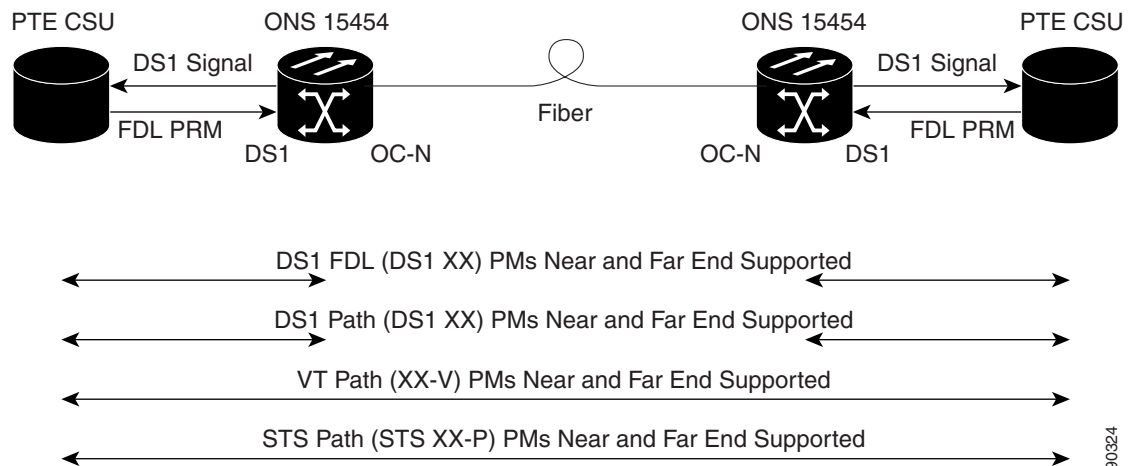 PTE CSU
ONS 15454
ONS 15454
PTE CSU
DS1 Signal
DS1 Signal
Fiber
FDL PRM
FDL PRM
DS1
OC-N
OC-N
DS1
DS1 FDL (DS1 XX) PMs Near and Far End Supported
DS1 Path (DS1 XX) PMs Near and Far End Supported
VT Path (XX-V) PMs Near and Far End Supported
STS Path (STS XX-P) PMs Near and Far End Supported
90324